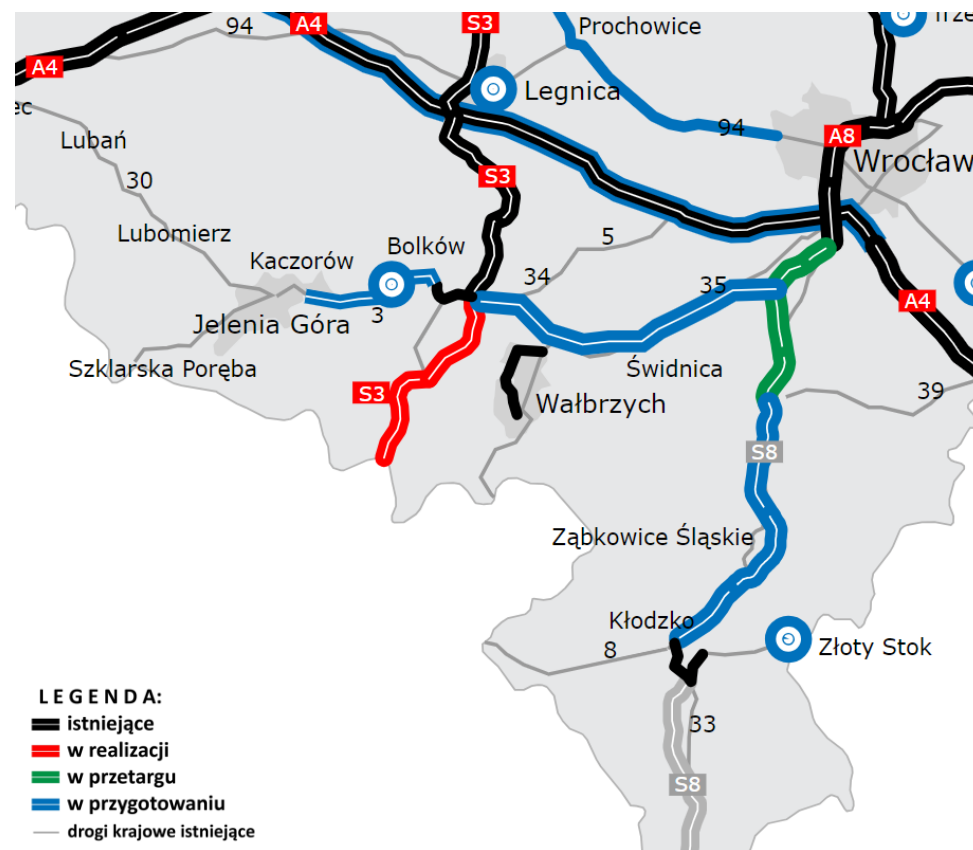 S3
Prochowice
94
A4
A4
Legnica
ec
Lubań
94
A8
Wrocław
30
S3
Lubomierz
5
Bolków
Kaczorów
34
35
A4
3
Jelenia Góra
Szklarska Poręba
Świdnica
S3
39
Wałbrzych
S8
Ząbkowice Śląskie
Kłodzko
8
Złoty Stok
LEGENDA:
istniejące
33
w realizacji
w przetargu
S8
w przygotowaniu
drogi krajowe istniejące